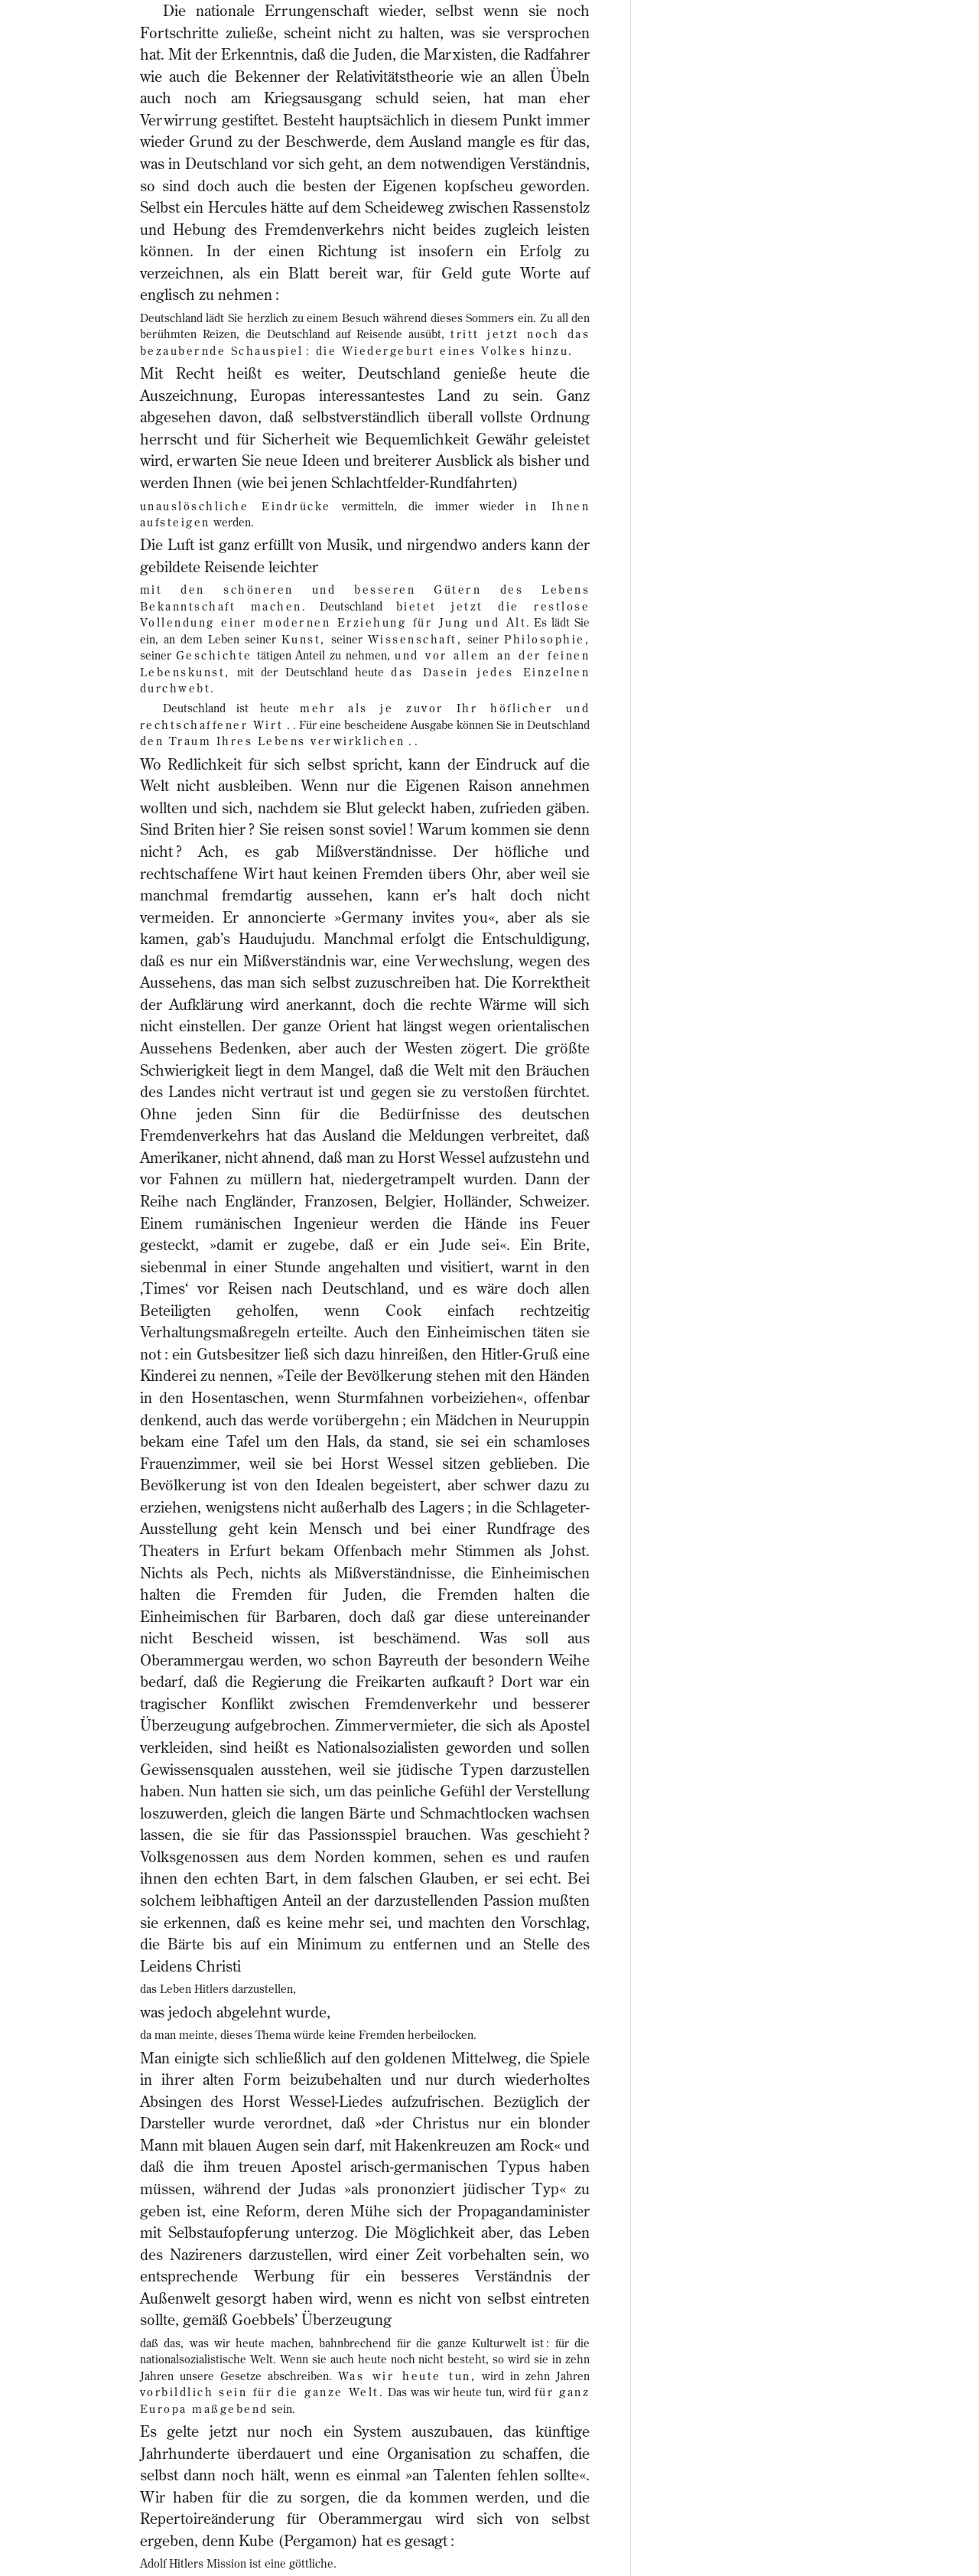 Die nationale Errungenschaft wieder, selbst wenn sie noch
Fortschritte zuließe, scheint nicht zu halten, was sie versprochen
hat. Mit der Erkenntnis, daß die Juden, die Marxisten, die Radfahrer
wie auch die Bekenner der Relativitätstheorie wie an allen Übeln
auch noch am Kriegsausgang schuld seien, hat man eher
Verwirrung gestiftet. Besteht hauptsächlich in diesem Punkt immer
wieder Grund zu der Beschwerde, dem Ausland mangle es für das,
was in Deutschland vor sich geht, an dem notwendigen Verständnis,
so sind doch auch die besten der Eigenen kopfscheu geworden.
Selbst ein Hercules hätte auf dem Scheideweg zwischen Rassenstolz
und Hebung des Fremdenverkehrs nicht beides zugleich leisten
können. In der einen Richtung ist insofern ein Erfolg zu
verzeichnen, als ein Blatt bereit war, für Geld gute Worte auf
englisch zu nehmen :
Deutschland lädt Sie herzlich zu einem Besuch während dieses Sommers ein. Zu all den
berühmten Reizen, die Deutschland auf Reisende ausübt, tritt jetzt noch das
bezaubernde Schauspiel : die Wiedergeburt eines Volkes hinzu.
Mit Recht heißt es weiter, Deutschland genieße heute die
Auszeichnung, Europas interessantestes Land zu sein. Ganz
abgesehen davon, daß selbstverständlich überall vollste Ordnung
herrscht und für Sicherheit wie Bequemlichkeit Gewähr geleistet
wird, erwarten Sie neue Ideen und breiterer Ausblick als bisher und
werden Ihnen (wie bei jenen Schlachtfelder-Rundfahrten)
unauslöschliche Eindrücke vermitteln, die immer wieder in Ihnen
aufsteigen werden.
Die Luft ist ganz erfüllt von Musik, und nirgendwo anders kann der
gebildete Reisende leichter
mit den schöneren und besseren Gütern des Lebens
Bekanntschaft machen. Deutschland bietet jetzt die restlose
Vollendung einer modernen Erziehung für Jung und Alt. Es lädt Sie
ein, an dem Leben seiner Kunst, seiner Wissenschaft, seiner Philosophie,
seiner Geschichte tätigen Anteil zu nehmen, und vor allem an der feinen
Lebenskunst, mit der Deutschland heute das Dasein jedes Einzelnen
durchwebt.
Deutschland ist heute mehr als je zuvor Ihr höflicher und
rechtschaffener Wirt . . Für eine bescheidene Ausgabe können Sie in Deutschland
den Traum Ihres Lebens verwirklichen . .
Wo Redlichkeit für sich selbst spricht, kann der Eindruck auf die
Welt nicht ausbleiben. Wenn nur die Eigenen Raison annehmen
wollten und sich, nachdem sie Blut geleckt haben, zufrieden gäben.
Sind Briten hier ? Sie reisen sonst soviel ! Warum kommen sie denn
nicht ? Ach, es gab Mißverständnisse. Der höfliche und
rechtschaffene Wirt haut keinen Fremden übers Ohr, aber weil sie
manchmal fremdartig aussehen, kann er’s halt doch nicht
vermeiden. Er annoncierte »Germany invites you«, aber als sie
kamen, gab’s Haudujudu. Manchmal erfolgt die Entschuldigung,
daß es nur ein Mißverständnis war, eine Verwechslung, wegen des
Aussehens, das man sich selbst zuzuschreiben hat. Die Korrektheit
der Aufklärung wird anerkannt, doch die rechte Wärme will sich
nicht einstellen. Der ganze Orient hat längst wegen orientalischen
Aussehens Bedenken, aber auch der Westen zögert. Die größte
Schwierigkeit liegt in dem Mangel, daß die Welt mit den Bräuchen
des Landes nicht vertraut ist und gegen sie zu verstoßen fürchtet.
Ohne jeden Sinn für die Bedürfnisse des deutschen
Fremdenverkehrs hat das Ausland die Meldungen verbreitet, daß
Amerikaner, nicht ahnend, daß man zu Horst Wessel aufzustehn und
vor Fahnen zu müllern hat, niedergetrampelt wurden. Dann der
Reihe nach Engländer, Franzosen, Belgier, Holländer, Schweizer.
Einem rumänischen Ingenieur werden die Hände ins Feuer
gesteckt, »damit er zugebe, daß er ein Jude sei«. Ein Brite,
siebenmal in einer Stunde angehalten und visitiert, warnt in den
‚Times‘ vor Reisen nach Deutschland, und es wäre doch allen
Beteiligten geholfen, wenn Cook einfach rechtzeitig
Verhaltungsmaßregeln erteilte. Auch den Einheimischen täten sie
not : ein Gutsbesitzer ließ sich dazu hinreißen, den Hitler-Gruß eine
Kinderei zu nennen, »Teile der Bevölkerung stehen mit den Händen
in den Hosentaschen, wenn Sturmfahnen vorbeiziehen«, offenbar
denkend, auch das werde vorübergehn ; ein Mädchen in Neuruppin
bekam eine Tafel um den Hals, da stand, sie sei ein schamloses
Frauenzimmer, weil sie bei Horst Wessel sitzen geblieben. Die
Bevölkerung ist von den Idealen begeistert, aber schwer dazu zu
erziehen, wenigstens nicht außerhalb des Lagers ; in die Schlageter-
Ausstellung geht kein Mensch und bei einer Rundfrage des
Theaters in Erfurt bekam Offenbach mehr Stimmen als Johst.
Nichts als Pech, nichts als Mißverständnisse, die Einheimischen
halten die Fremden für Juden, die Fremden halten die
Einheimischen für Barbaren, doch daß gar diese untereinander
nicht Bescheid wissen, ist beschämend. Was soll aus
Oberammergau werden, wo schon Bayreuth der besondern Weihe
bedarf, daß die Regierung die Freikarten aufkauft ? Dort war ein
tragischer Konflikt zwischen Fremdenverkehr und besserer
Überzeugung aufgebrochen. Zimmervermieter, die sich als Apostel
verkleiden, sind heißt es Nationalsozialisten geworden und sollen
Gewissensqualen ausstehen, weil sie jüdische Typen darzustellen
haben. Nun hatten sie sich, um das peinliche Gefühl der Verstellung
loszuwerden, gleich die langen Bärte und Schmachtlocken wachsen
lassen, die sie für das Passionsspiel brauchen. Was geschieht ?
Volksgenossen aus dem Norden kommen, sehen es und raufen
ihnen den echten Bart, in dem falschen Glauben, er sei echt. Bei
solchem leibhaftigen Anteil an der darzustellenden Passion mußten
sie erkennen, daß es keine mehr sei, und machten den Vorschlag,
die Bärte bis auf ein Minimum zu entfernen und an Stelle des
Leidens Christi
das Leben Hitlers darzustellen,
was jedoch abgelehnt wurde,
da man meinte, dieses Thema würde keine Fremden herbeilocken.
Man einigte sich schließlich auf den goldenen Mittelweg, die Spiele
in ihrer alten Form beizubehalten und nur durch wiederholtes
Absingen des Horst Wessel-Liedes aufzufrischen. Bezüglich der
Darsteller wurde verordnet, daß »der Christus nur ein blonder
Mann mit blauen Augen sein darf, mit Hakenkreuzen am Rock« und
daß die ihm treuen Apostel arisch-germanischen Typus haben
müssen, während der Judas »als prononziert jüdischer Typ« zu
geben ist, eine Reform, deren Mühe sich der Propagandaminister
mit Selbstaufopferung unterzog. Die Möglichkeit aber, das Leben
des Nazireners darzustellen, wird einer Zeit vorbehalten sein, wo
entsprechende Werbung für ein besseres Verständnis der
Außenwelt gesorgt haben wird, wenn es nicht von selbst eintreten
sollte, gemäß Goebbels’ Überzeugung
daß das, was wir heute machen, bahnbrechend für die ganze Kulturwelt ist : für die
nationalsozialistische Welt. Wenn sie auch heute noch nicht besteht, so wird sie in zehn
Jahren unsere Gesetze abschreiben. Was wir heute tun, wird in zehn Jahren
vorbildlich sein für die ganze Welt. Das was wir heute tun, wird für ganz
Europa maßgebend sein.
Es gelte jetzt nur noch ein System auszubauen, das künftige
Jahrhunderte überdauert und eine Organisation zu schaffen, die
selbst dann noch hält, wenn es einmal »an Talenten fehlen sollte«.
Wir haben für die zu sorgen, die da kommen werden, und die
Repertoireänderung für Oberammergau wird sich von selbst
ergeben, denn Kube (Pergamon) hat es gesagt :
Adolf Hitlers Mission ist eine göttliche.